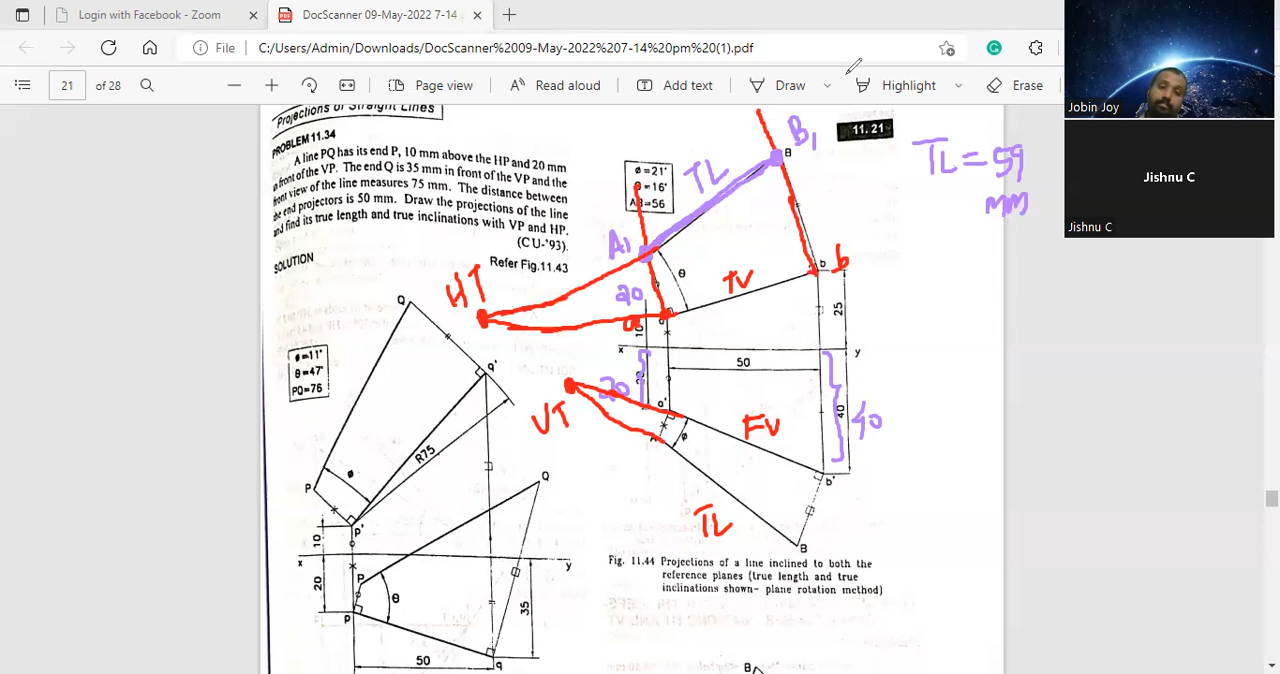 Login with Facebook - Zoom
DocScanner 09-May-2022 7-14
File
C:/Users/Admin/Downloads/DocScanner%2009-May-2022%207-14%20pm%20(1).pdf
21
of 28
Page view
Read aloud
Add text
Draw
Highlight
Erase
Jobin Joy
Jishnu C
Jishnu C
Projections of Straight Lines
11.21
PROBLEM 11.34
A line PQ has its end P, 10 mm above the HP and 20 mm
in front of the VP. The end Q is 35 mm in front of the VP and the
front view of the line measures 75 mm. The distance between
the end projectors is 50 mm. Draw the projections of the line
and find its true length and true inclinations with VP and HP.
(CU-'93).
SOLUTION
Refer Fig.11.43
Q
ø=11°
θ=47°
PQ=76
q'
R75
ø
P
p'
10
x
y
20
P
θ
p
Q
35
50
q
ø=21°
θ=16°
AB=56
TL=59
mm
B1
B
TL
A1
θ
HT
TV
b
b
20
a
10
25
x
y
50
20
a'
40
40
VT
FV
ø
b'
TL
B
Fig. 11.44 Projections of a line inclined to both the
reference planes (true length and true
inclinations shown- plane rotation method)
B